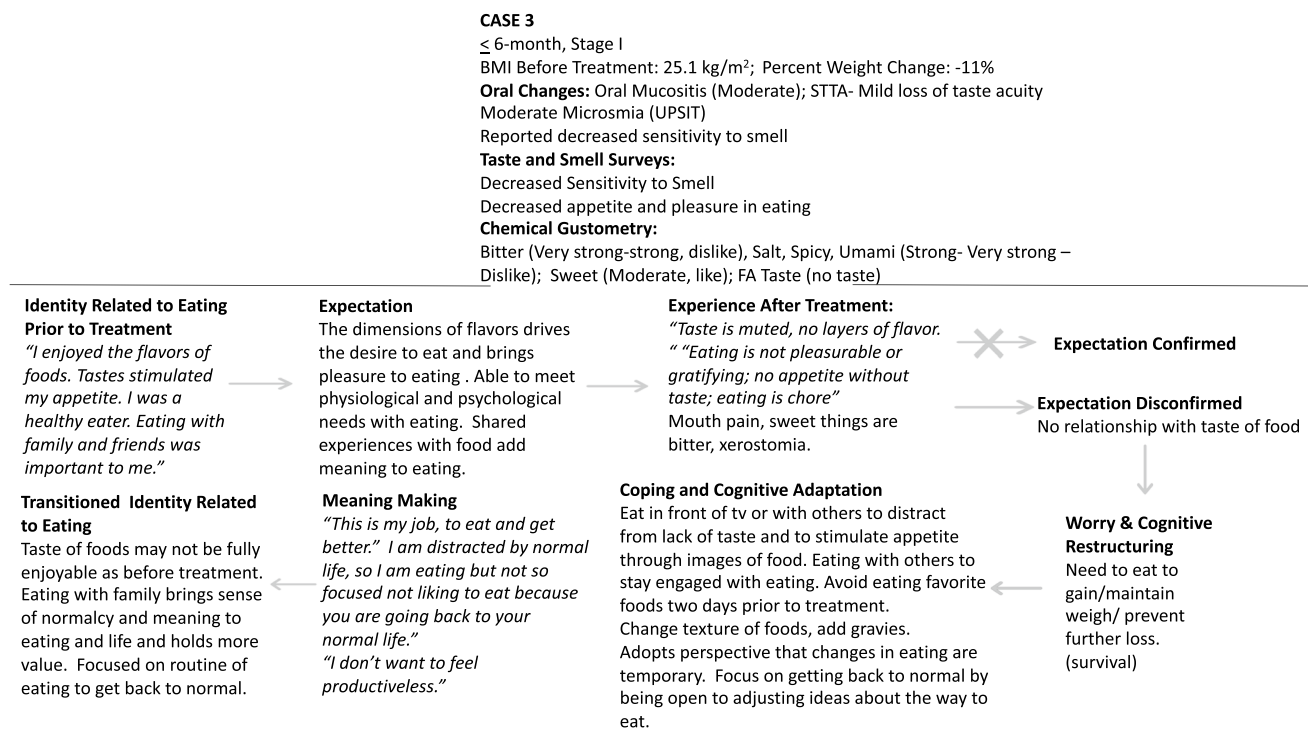 CASE 3
< 6-month, Stage I
BMI Before Treatment: 25.1 kg/m²; Percent Weight Change: -11%
Oral Changes: Oral Mucositis (Moderate); STTA- Mild loss of taste acuity
Moderate Microsmia (UPSIT)
Reported decreased sensitivity to smell
Taste and Smell Surveys:
Decreased Sensitivity to Smell
Decreased appetite and pleasure in eating
Chemical Gustometry:
Bitter (Very strong-strong, dislike), Salt, Spicy, Umami (Strong- Very strong –
Dislike); Sweet (Moderate, like); FA Taste (no taste)
Identity Related to Eating
Prior to Treatment
“I enjoyed the flavors of
foods. Tastes stimulated
my appetite. I was a
healthy eater. Eating with
family and friends was
important to me.”
Expectation
The dimensions of flavors drives
the desire to eat and brings
pleasure to eating . Able to meet
physiological and psychological
needs with eating. Shared
experiences with food add
meaning to eating.
Experience After Treatment:
“Taste is muted, no layers of flavor.
“ “Eating is not pleasurable or
gratifying; no appetite without
taste; eating is chore”
Mouth pain, sweet things are
bitter, xerostomia.
Expectation Confirmed
Expectation Disconfirmed
No relationship with taste of food
Worry & Cognitive
Restructuring
Need to eat to
gain/maintain
weigh/ prevent
further loss.
(survival)
Coping and Cognitive Adaptation
Eat in front of tv or with others to distract
from lack of taste and to stimulate appetite
through images of food. Eating with others to
stay engaged with eating. Avoid eating favorite
foods two days prior to treatment.
Change texture of foods, add gravies.
Adopts perspective that changes in eating are
temporary. Focus on getting back to normal by
being open to adjusting ideas about the way to
eat.
Meaning Making
“This is my job, to eat and get
better.” I am distracted by normal
life, so I am eating but not so
focused not liking to eat because
you are going back to your
normal life.”
“I don’t want to feel
productiveless.”
Transitioned Identity Related
to Eating
Taste of foods may not be fully
enjoyable as before treatment.
Eating with family brings sense
of normalcy and meaning to
eating and life and holds more
value. Focused on routine of
eating to get back to normal.